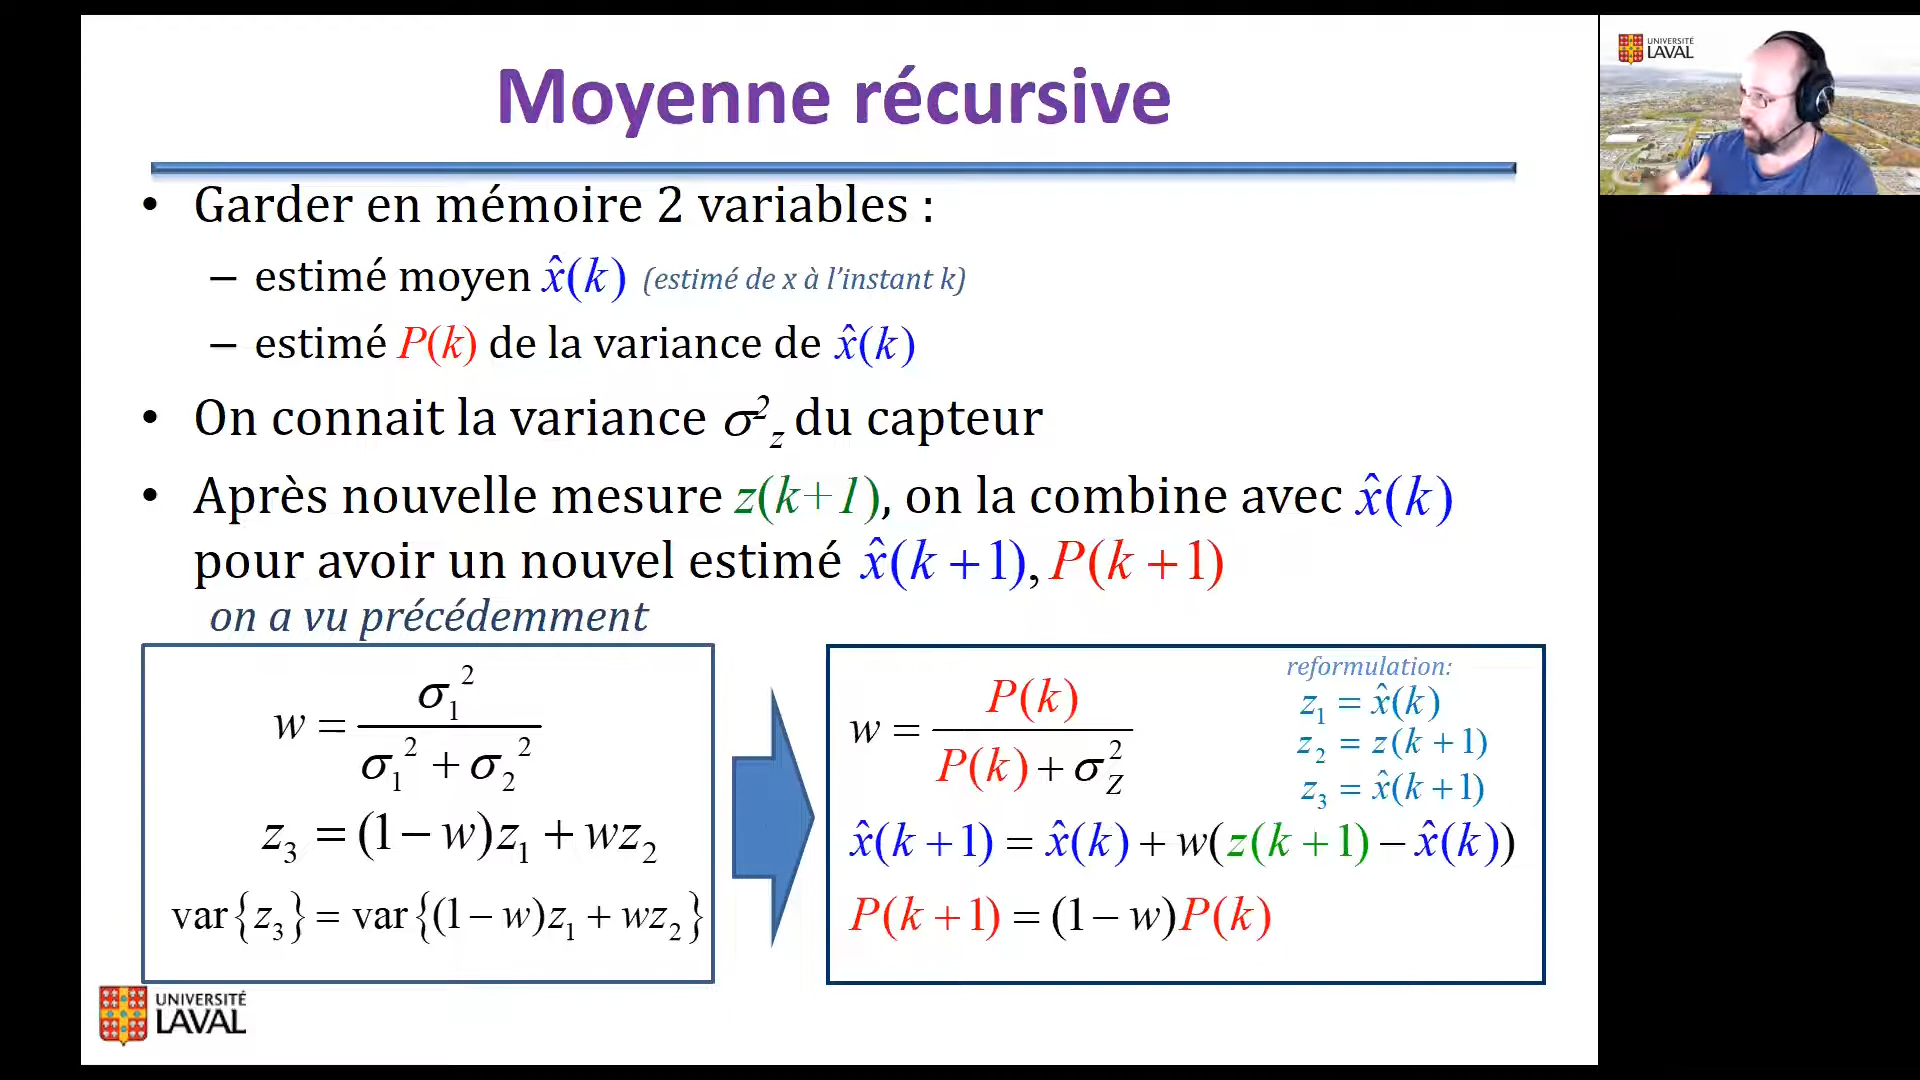 Moyenne récursive
• Garder en mémoire 2 variables :
– estimé moyen x̂(k) (estimé de x à l'instant k)
– estimé P(k) de la variance de x̂(k)
• On connait la variance σ²_z du capteur
• Après nouvelle mesure z(k+1), on la combine avec x̂(k)
pour avoir un nouvel estimé x̂(k+1), P(k+1)
on a vu précédemment
w = σ₁² / (σ₁² + σ₂²)
z₃ = (1−w)z₁ + wz₂
var{z₃} = var{(1−w)z₁ + wz₂}
w = P(k) / (P(k) + σ_Z²)
reformulation:
z₁ = x̂(k)
z₂ = z(k+1)
z₃ = x̂(k+1)
x̂(k+1) = x̂(k) + w(z(k+1) − x̂(k))
P(k+1) = (1−w)P(k)
UNIVERSITÉ
LAVAL
UNIVERSITÉ
LAVAL